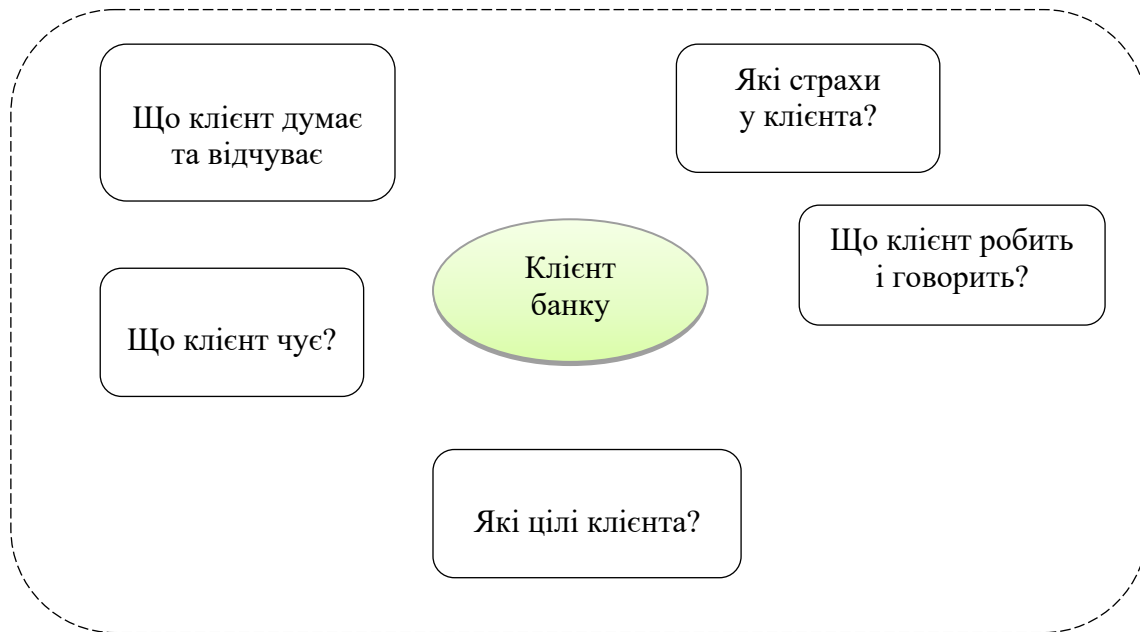 Що клієнт думає
та відчуває
Які страхи
у клієнта?
Що клієнт робить
і говорить?
Клієнт
банку
Що клієнт чує?
Які цілі клієнта?